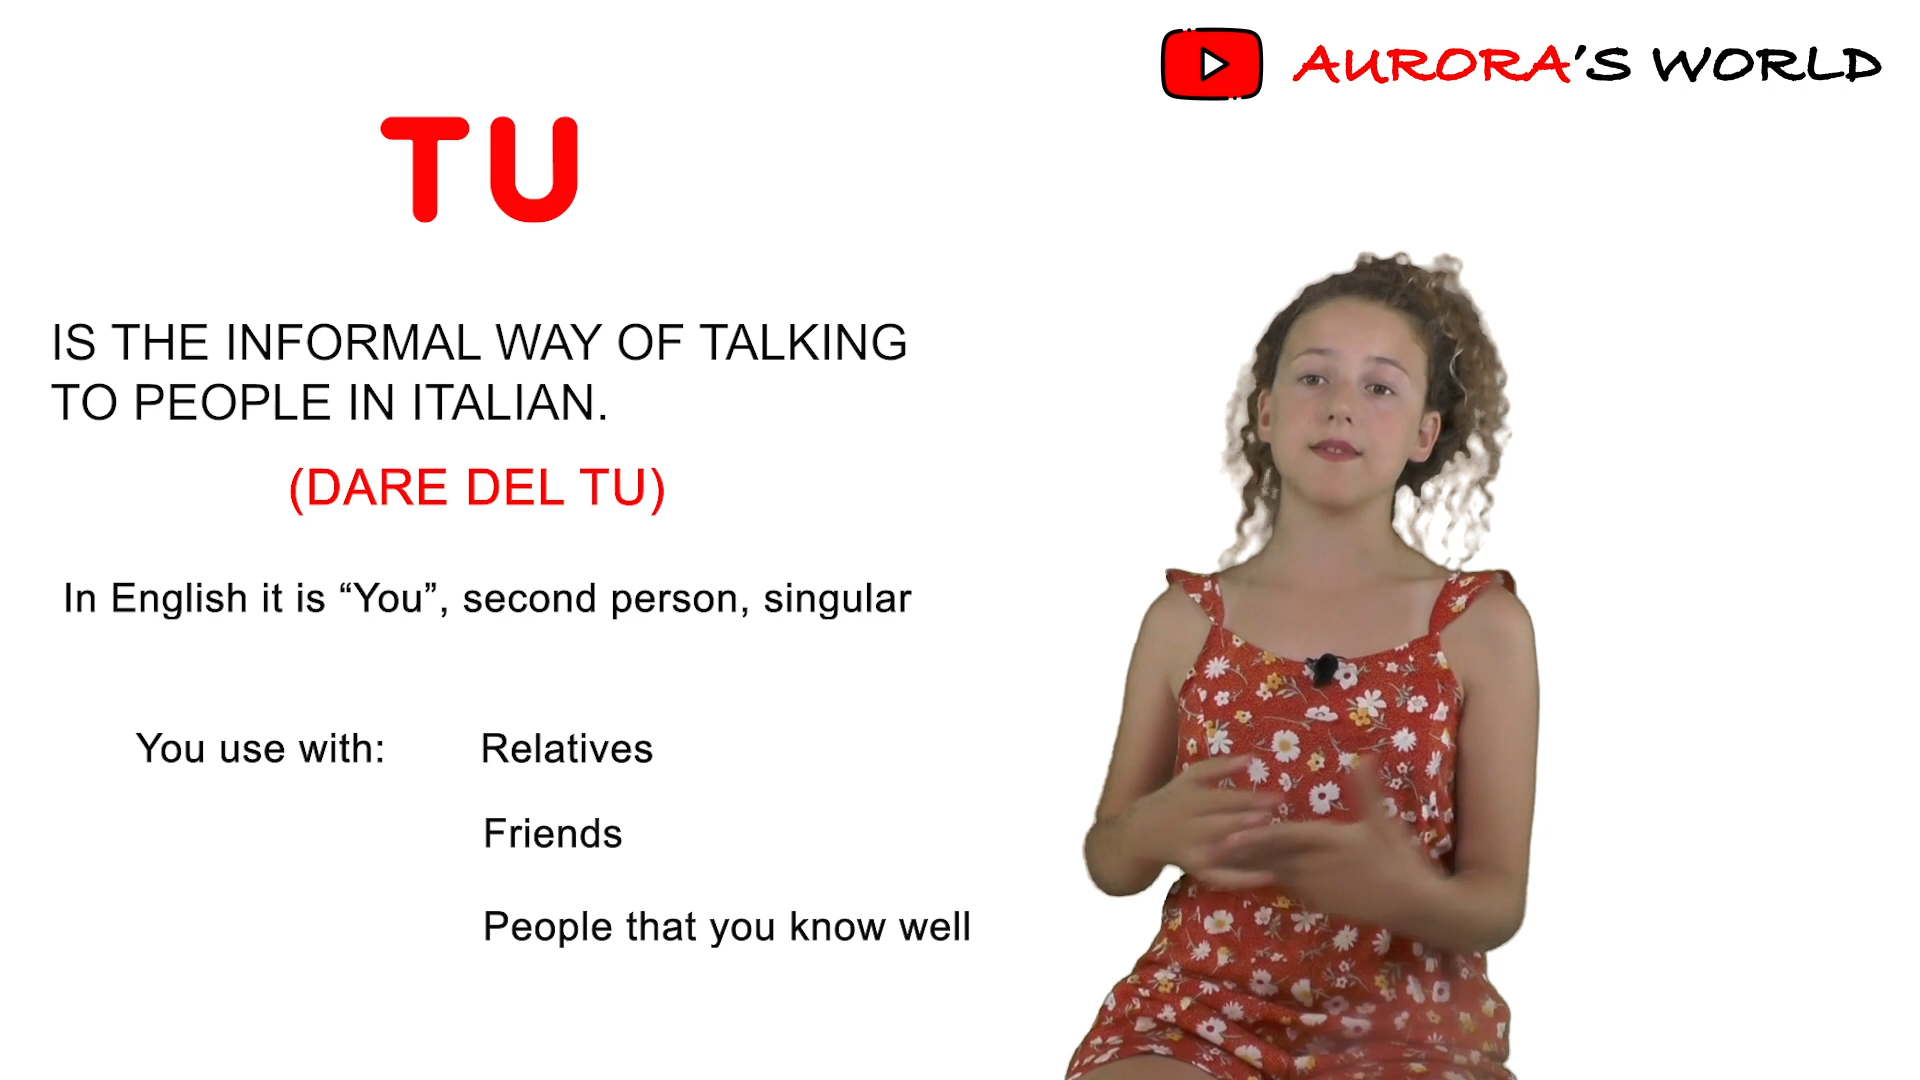 AURORA'S WORLD
TU
IS THE INFORMAL WAY OF TALKING
TO PEOPLE IN ITALIAN.
(DARE DEL TU)
In English it is “You”, second person, singular
You use with: Relatives
Friends
People that you know well